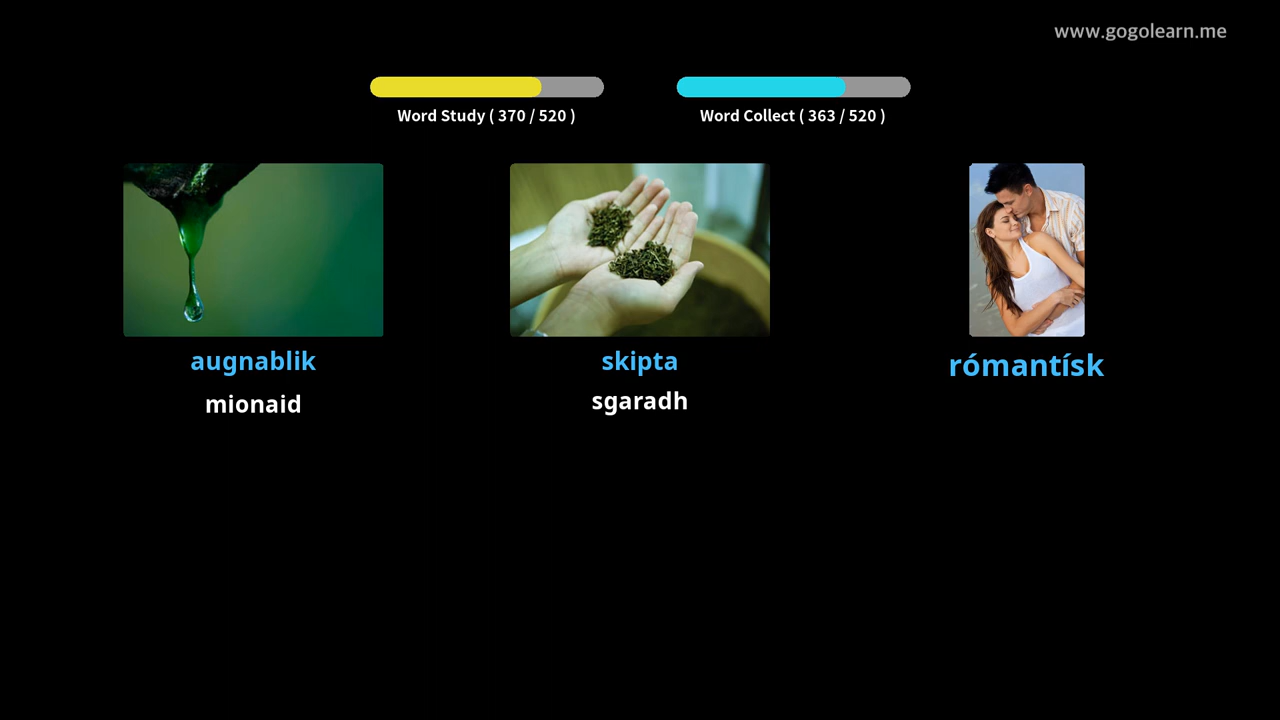 www.gogolearn.me
Word Study ( 370 / 520 )
Word Collect ( 363 / 520 )
augnablik
mionaid
skipta
sgaradh
rómantísk